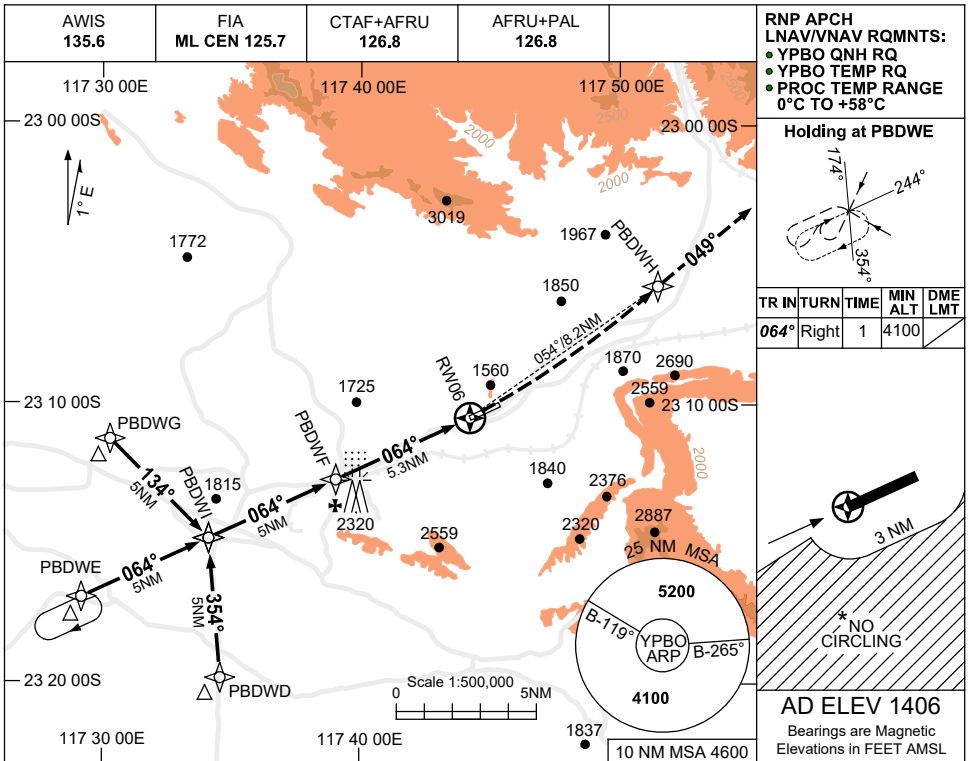 AWIS
135.6
FIA
ML CEN 125.7
CTAF+AFRU
126.8
AFRU+PAL
126.8
RNP APCH
LNAV/VNAV RQMNTS:
• YPBO QNH RQ
• YPBO TEMP RQ
• PROC TEMP RANGE
0°C TO +58°C
117 30 00E
117 40 00E
117 50 00E
23 00 00S
23 00 00S
2500
2000
2000
1° E
3019
1772
1967
PBDWH
049°
1850
054°/8.2NM
1560
RW06
1870
2690
2559
1725
23 10 00S
23 10 00S
PBDWG
PBDWF
064°
5.3NM
2000
134°
5NM
PBDWI
1815
064°
5NM
1840
2376
2320
2559
2320
2887
PBDWE
064°
5NM
354°
5NM
PBDWD
25 NM MSA
5200
B-119°
YPBO
ARP
B-265°
4100
23 20 00S
Scale 1:500,000
0
5NM
117 30 00E
117 40 00E
1837
10 NM MSA 4600
Holding at PBDWE
174°
244°
354°
TR IN
TURN
TIME
MIN
ALT
DME
LMT
064°
Right
1
4100
3 NM
*NO
CIRCLING
AD ELEV 1406
Bearings are Magnetic
Elevations in FEET AMSL